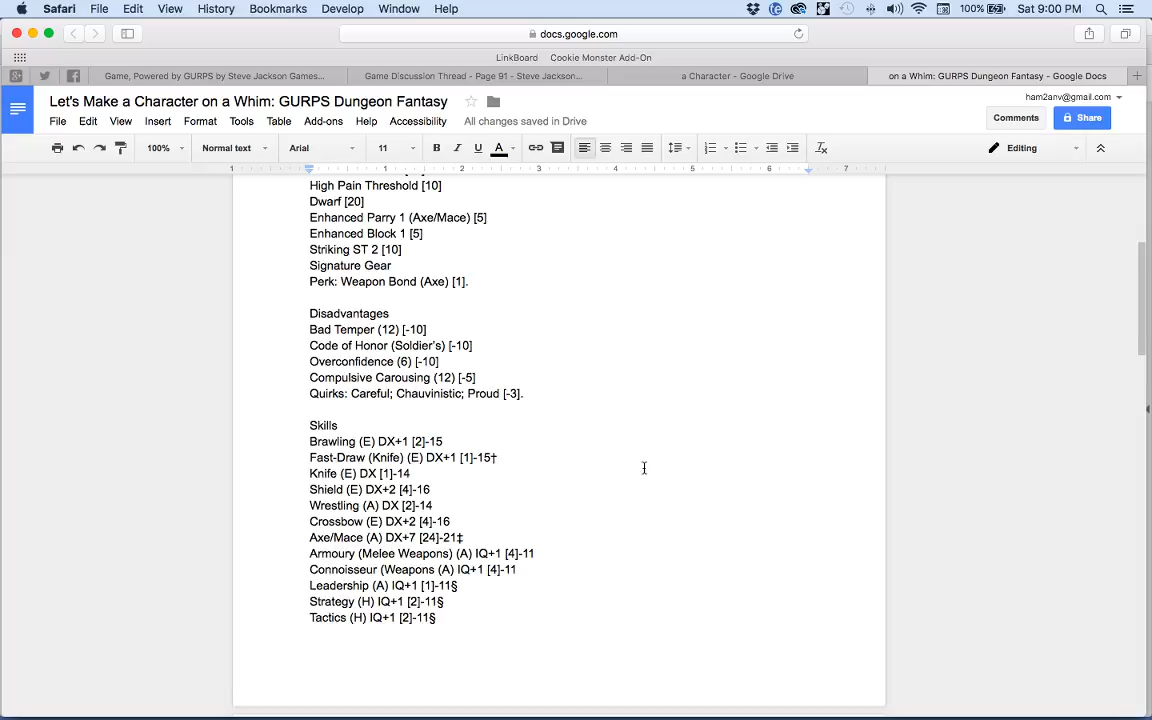 Safari File Edit View History Bookmarks Develop Window Help 100% Sat 9:00 PM
docs.google.com
LinkBoard Cookie Monster Add-On
Game, Powered by GURPS by Steve Jackson Games... Game Discussion Thread - Page 91 - Steve Jackson... a Character - Google Drive on a Whim: GURPS Dungeon Fantasy - Google Docs
Let's Make a Character on a Whim: GURPS Dungeon Fantasy ham2anv@gmail.com
File Edit View Insert Format Tools Table Add-ons Help Accessibility All changes saved in Drive Comments Share
100% Normal text Arial 11 B I U A Editing
1 1 2 3 4 5 6 7
High Pain Threshold [10]
Dwarf [20]
Enhanced Parry 1 (Axe/Mace) [5]
Enhanced Block 1 [5]
Striking ST 2 [10]
Signature Gear
Perk: Weapon Bond (Axe) [1].
Disadvantages
Bad Temper (12) [-10]
Code of Honor (Soldier's) [-10]
Overconfidence (6) [-10]
Compulsive Carousing (12) [-5]
Quirks: Careful; Chauvinistic; Proud [-3].
Skills
Brawling (E) DX+1 [2]-15
Fast-Draw (Knife) (E) DX+1 [1]-15†
Knife (E) DX [1]-14
Shield (E) DX+2 [4]-16
Wrestling (A) DX [2]-14
Crossbow (E) DX+2 [4]-16
Axe/Mace (A) DX+7 [24]-21‡
Armoury (Melee Weapons) (A) IQ+1 [4]-11
Connoisseur (Weapons (A) IQ+1 [4]-11
Leadership (A) IQ+1 [1]-11§
Strategy (H) IQ+1 [2]-11§
Tactics (H) IQ+1 [2]-11§